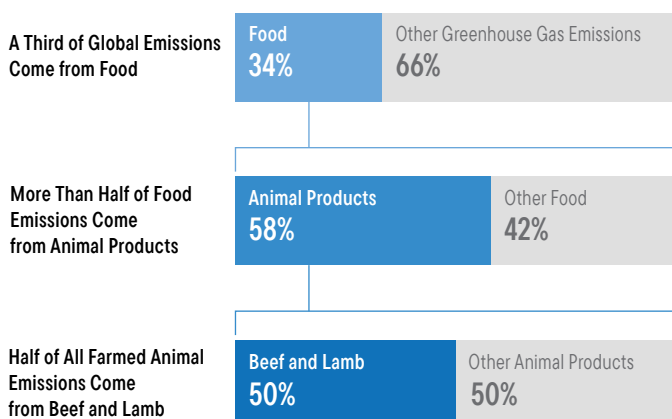 A Third of Global Emissions
Come from Food
Food
34%
Other Greenhouse Gas Emissions
66%
More Than Half of Food
Emissions Come
from Animal Products
Animal Products
58%
Other Food
42%
Half of All Farmed Animal
Emissions Come
from Beef and Lamb
Beef and Lamb
50%
Other Animal Products
50%